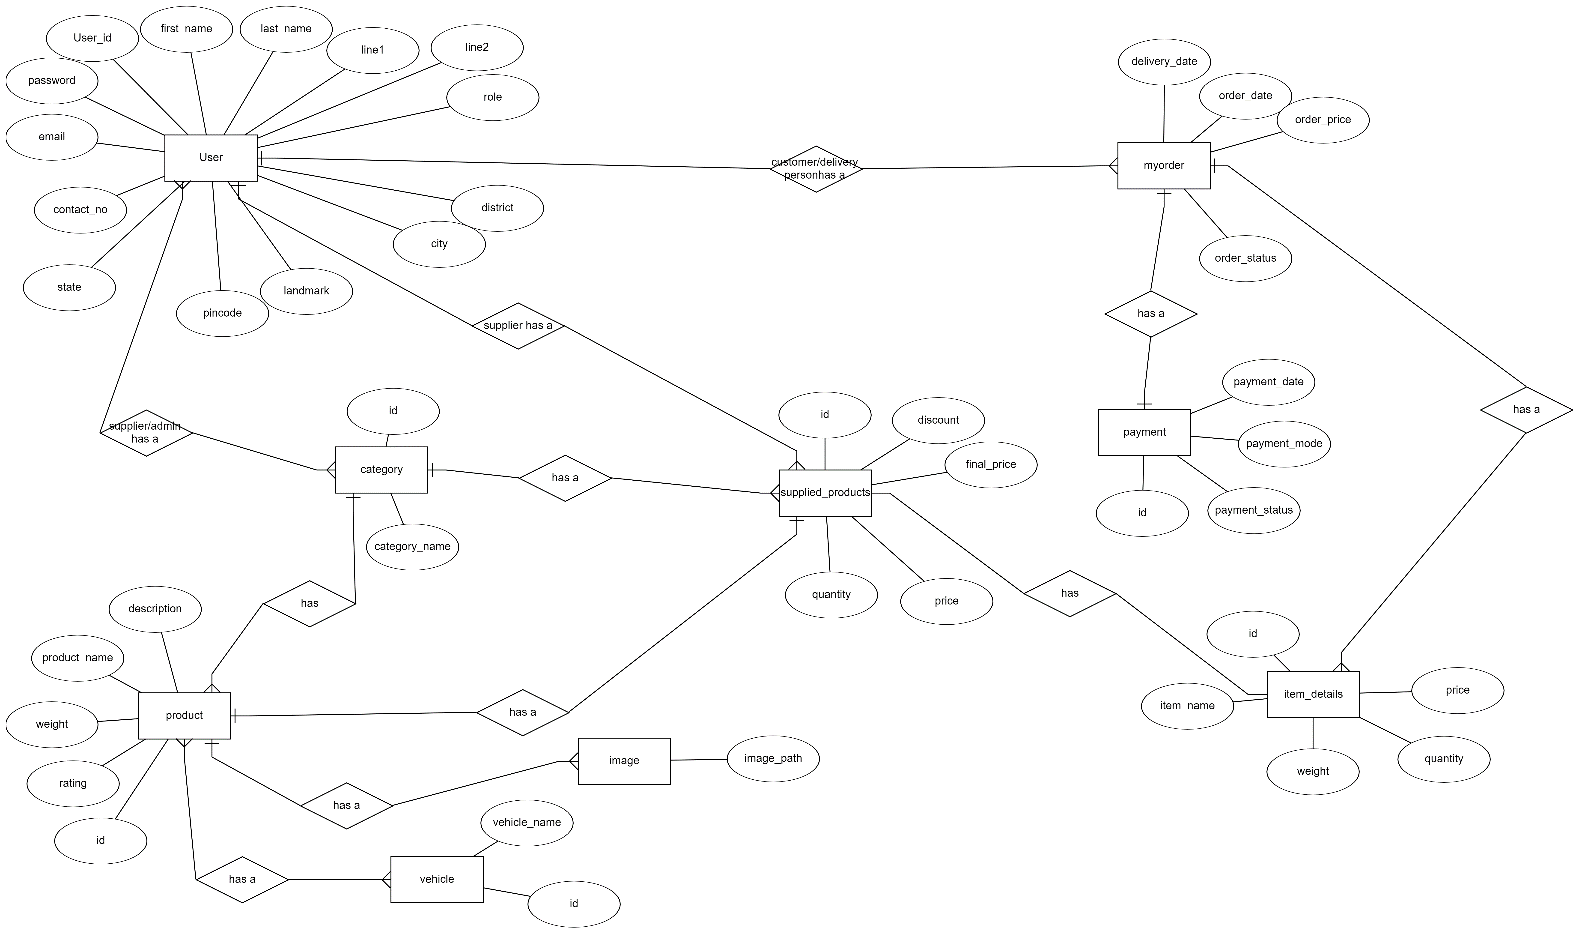 User_id
first_name
last_name
line1
line2
password
role
email
User
contact_no
district
city
state
landmark
pincode
customer/delivery
personhas a
delivery_date
order_date
order_price
myorder
order_status
has a
supplier has a
payment_date
payment
payment_mode
id
payment_status
has a
supplier/admin
has a
id
category
category_name
has a
id
discount
final_price
supplied_products
quantity
price
has
has
description
product_name
weight
product
rating
id
has a
has a
image
image_path
has a
vehicle_name
vehicle
id
id
item_name
item_details
price
weight
quantity